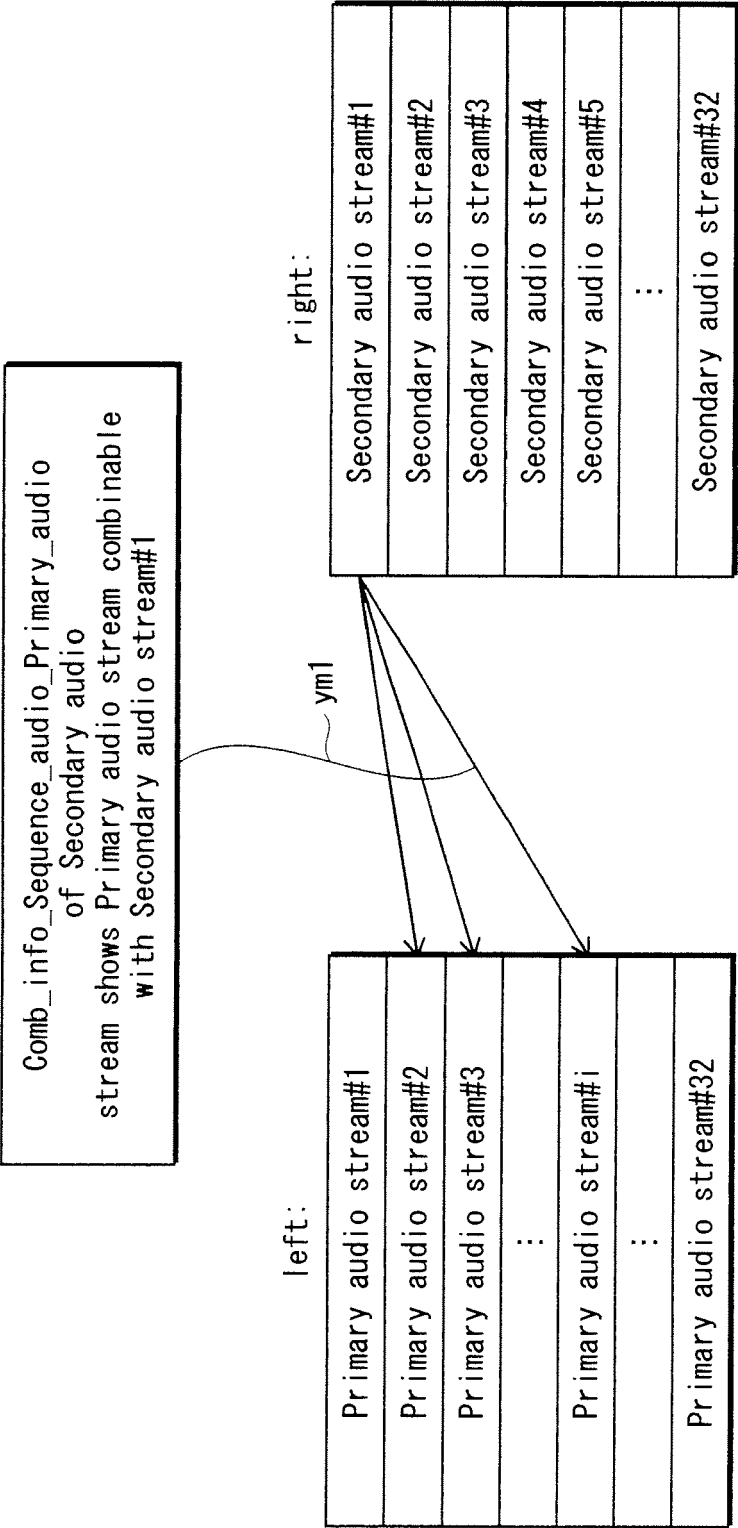 Comb_info_Sequence_audio_Primary_audio
of Secondary audio
stream shows Primary audio stream combinable
with Secondary audio stream#1
ym1
left:
Primary audio stream#1
Primary audio stream#2
Primary audio stream#3
⋮
Primary audio stream#i
⋮
Primary audio stream#32
right:
Secondary audio stream#1
Secondary audio stream#2
Secondary audio stream#3
Secondary audio stream#4
Secondary audio stream#5
⋮
Secondary audio stream#32